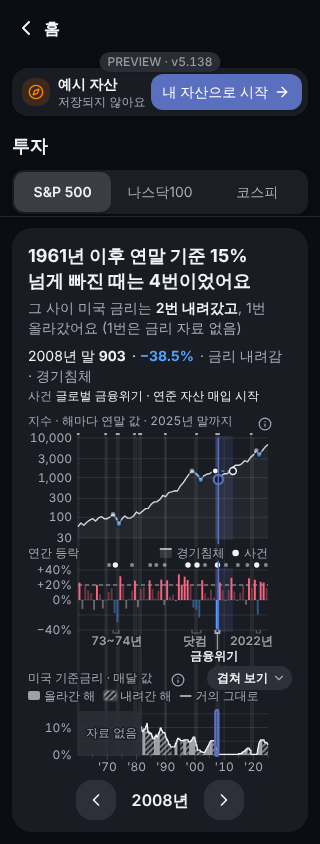 홈
PREVIEW · v5.138
예시 자산
저장되지 않아요
내 자산으로 시작 →
투자
S&P 500
나스닥100
코스피
1961년 이후 연말 기준 15%
넘게 빠진 때는 4번이었어요
그 사이 미국 금리는 2번 내려갔고, 1번
올라갔어요 (1번은 금리 자료 없음)
2008년 말 903 · −38.5% · 금리 내려감
· 경기침체
사건 글로벌 금융위기 · 연준 자산 매입 시작
지수 · 해마다 연말 값 · 2025년 말까지
10,000
3,000
1,000
300
100
30
연간 등락
경기침체
사건
+40%
+20%
0%
−40%
73~74년
닷컴
2022년
금융위기
미국 기준금리 · 매달 값
겹쳐 보기
올라간 해
내려간 해
거의 그대로
10%
0%
자료 없음
'70
'80
'90
'00
'10
'20
2008년